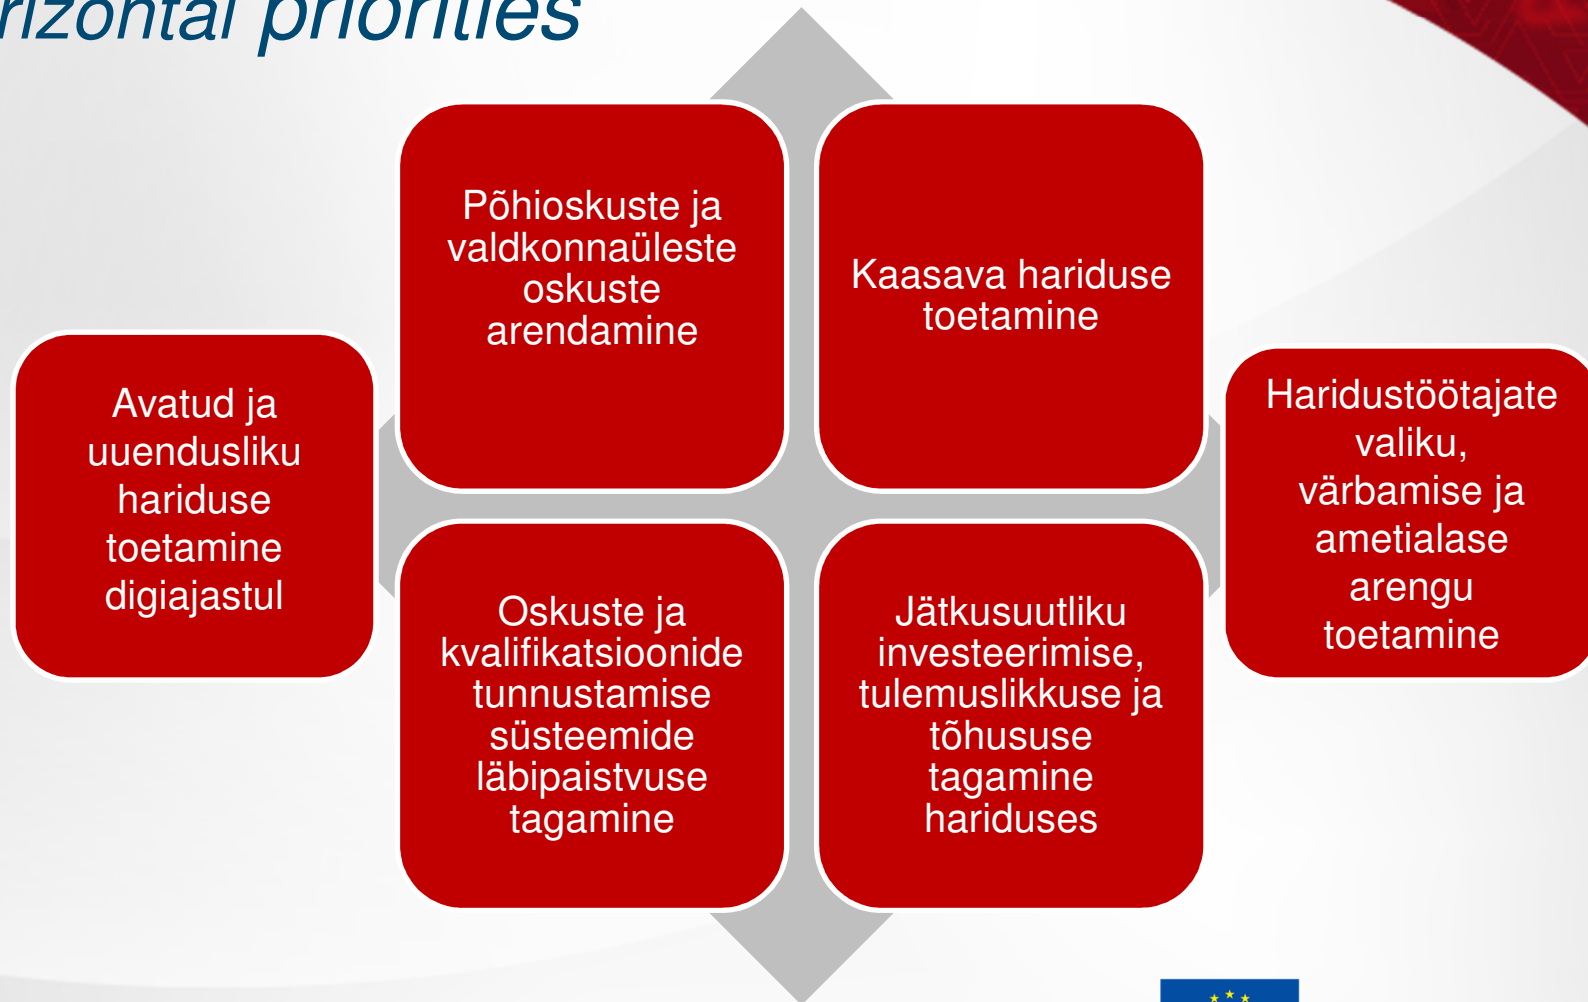 rizontal priorities
Põhioskuste ja
valdkonnaüleste
oskuste
arendamine
Kaasava hariduse
toetamine
Avatud ja
uuendusliku
hariduse
toetamine
digiajastul
Haridustöötajate
valiku,
värbamise ja
ametialase
arengu
toetamine
Oskuste ja
kvalifikatsioonide
tunnustamise
süsteemide
läbipaistvuse
tagamine
Jätkusuutliku
investeerimise,
tulemuslikkuse ja
tõhususe
tagamine
hariduses